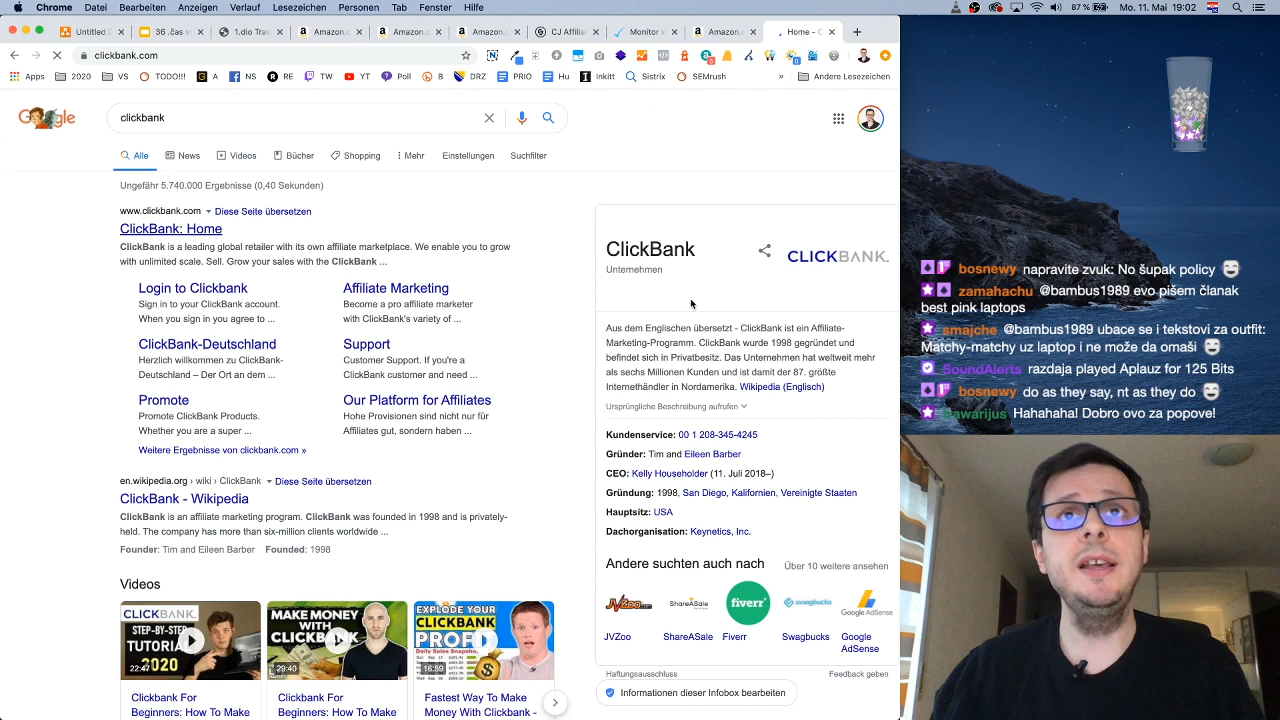 Chrome Datei Bearbeiten Anzeigen Verlauf Lesezeichen Personen Tab Fenster Hilfe
87 % Mo. 11. Mai 19:02
Untitled D
36 .čas v
1.dio Trav
Amazon.c
Amazon.c
Amazon.c
CJ Affilia
Monitor v
Amazon.c
Home - C
clickbank.com
Apps 2020 VS TODO!!! A NS RE TW YT Poll B DRZ PRIO Hu Inkitt Sistrix SEMrush » Andere Lesezeichen
Google
clickbank
Alle News Videos Bücher Shopping Mehr Einstellungen Suchfilter
Ungefähr 5.740.000 Ergebnisse (0,40 Sekunden)
www.clickbank.com Diese Seite übersetzen
ClickBank: Home
ClickBank is a leading global retailer with its own affiliate marketplace. We enable you to grow
with unlimited scale. Sell. Grow your sales with the ClickBank ...
Login to Clickbank
Sign in to your ClickBank account.
When you sign in you agree to ...
Affiliate Marketing
Become a pro affiliate marketer
with ClickBank's variety of ...
ClickBank-Deutschland
Herzlich willkommen zu ClickBank-
Deutschland – Der Ort an dem ...
Support
Customer Support. If you're a
ClickBank customer and need ...
Promote
Promote ClickBank Products.
Whether you are a super ...
Our Platform for Affiliates
Hohe Provisionen sind nicht nur für
Affiliates gut, sondern haben ...
Weitere Ergebnisse von clickbank.com »
en.wikipedia.org › wiki › ClickBank Diese Seite übersetzen
ClickBank - Wikipedia
ClickBank is an affiliate marketing program. ClickBank was founded in 1998 and is privately-
held. The company has more than six-million clients worldwide ...
Founder: Tim and Eileen Barber Founded: 1998
Videos
CLICKBANK
STEP-BY-STEP
TUTORIAL
2020
22:47
MAKE MONEY
WITH
CLICKBANK
29:40
EXPLODE YOUR
CLICKBANK
PROFITS
Daily Sales Snapshot
16:59
Clickbank For
Beginners: How To Make
Clickbank For
Beginners: How To Make
Fastest Way To Make
Money With Clickbank -
ClickBank
Unternehmen
CLICKBANK.
Aus dem Englischen übersetzt - ClickBank ist ein Affiliate-
Marketing-Programm. ClickBank wurde 1998 gegründet und
befindet sich in Privatbesitz. Das Unternehmen hat weltweit mehr
als sechs Millionen Kunden und ist damit der 87. größte
Internethändler in Nordamerika. Wikipedia (Englisch)
Ursprüngliche Beschreibung aufrufen
Kundenservice: 00 1 208-345-4245
Gründer: Tim and Eileen Barber
CEO: Kelly Householder (11. Juli 2018–)
Gründung: 1998, San Diego, Kalifornien, Vereinigte Staaten
Hauptsitz: USA
Dachorganisation: Keynetics, Inc.
Andere suchten auch nach
Über 10 weitere ansehen
JVZoo.com
ShareASale
fiverr
swagbucks
Google AdSense
JVZoo
ShareASale
Fiverr
Swagbucks
Google
AdSense
Haftungsausschluss
Feedback geben
Informationen dieser Infobox bearbeiten
bosnewy napravite zvuk: No šupak policy
zamahachu @bambus1989 evo pišem članak
best pink laptops
smajche @bambus1989 ubace se i tekstovi za outfit:
Matchy-matchy uz laptop i ne može da omaši
SoundAlerts razdaja played Aplauz for 125 Bits
bosnewy do as they say, nt as they do
Hahahaha! Dobro ovo za popove!